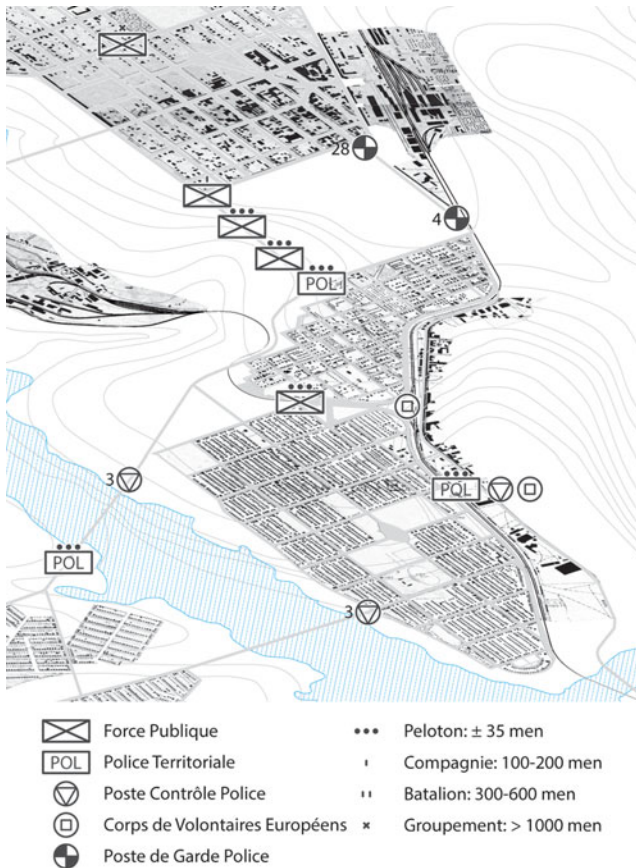 28
4
POL
3
POL
POL
3
Force Publique
POL Police Territoriale
Poste Contrôle Police
Corps de Volontaires Européens
Poste de Garde Police
Peloton: ± 35 men
Compagnie: 100-200 men
Batalion: 300-600 men
Groupement: > 1000 men